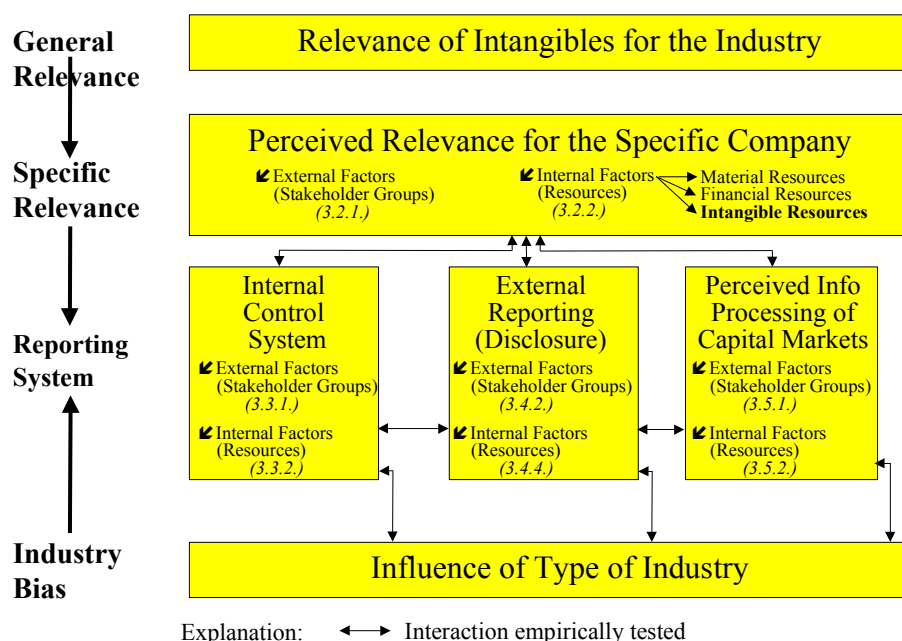 General
Relevance
Relevance of Intangibles for the Industry
Specific
Relevance
Perceived Relevance for the Specific Company
External Factors
(Stakeholder Groups)
(3.2.1.)
Internal Factors
(Resources)
(3.2.2.)
Material Resources
Financial Resources
Intangible Resources
Reporting
System
Internal
Control
System
External Factors
(Stakeholder Groups)
(3.3.1.)
Internal Factors
(Resources)
(3.3.2.)
External
Reporting
(Disclosure)
External Factors
(Stakeholder Groups)
(3.4.2.)
Internal Factors
(Resources)
(3.4.4.)
Perceived Info
Processing of
Capital Markets
External Factors
(Stakeholder Groups)
(3.5.1.)
Internal Factors
(Resources)
(3.5.2.)
Industry
Bias
Influence of Type of Industry
Explanation: Interaction empirically tested